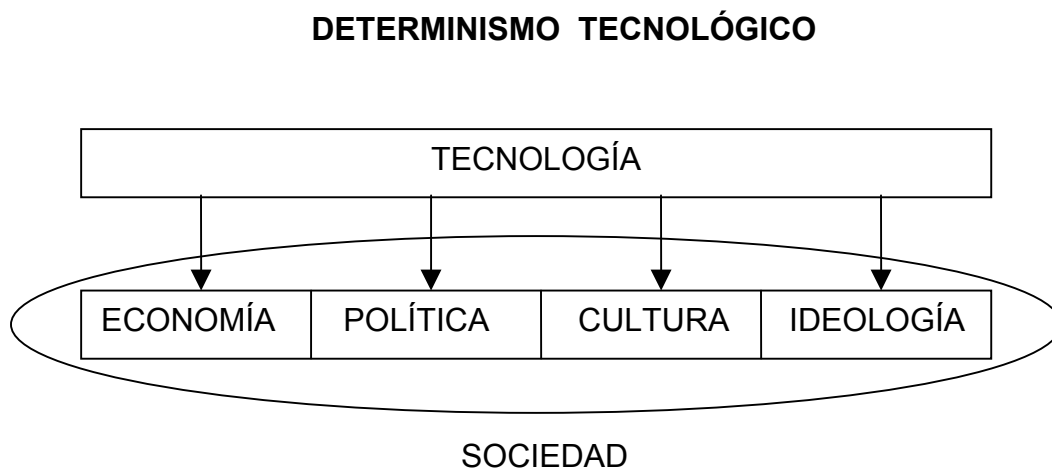 DETERMINISMO TECNOLÓGICO
TECNOLOGÍA
ECONOMÍA POLÍTICA CULTURA IDEOLOGÍA
SOCIEDAD